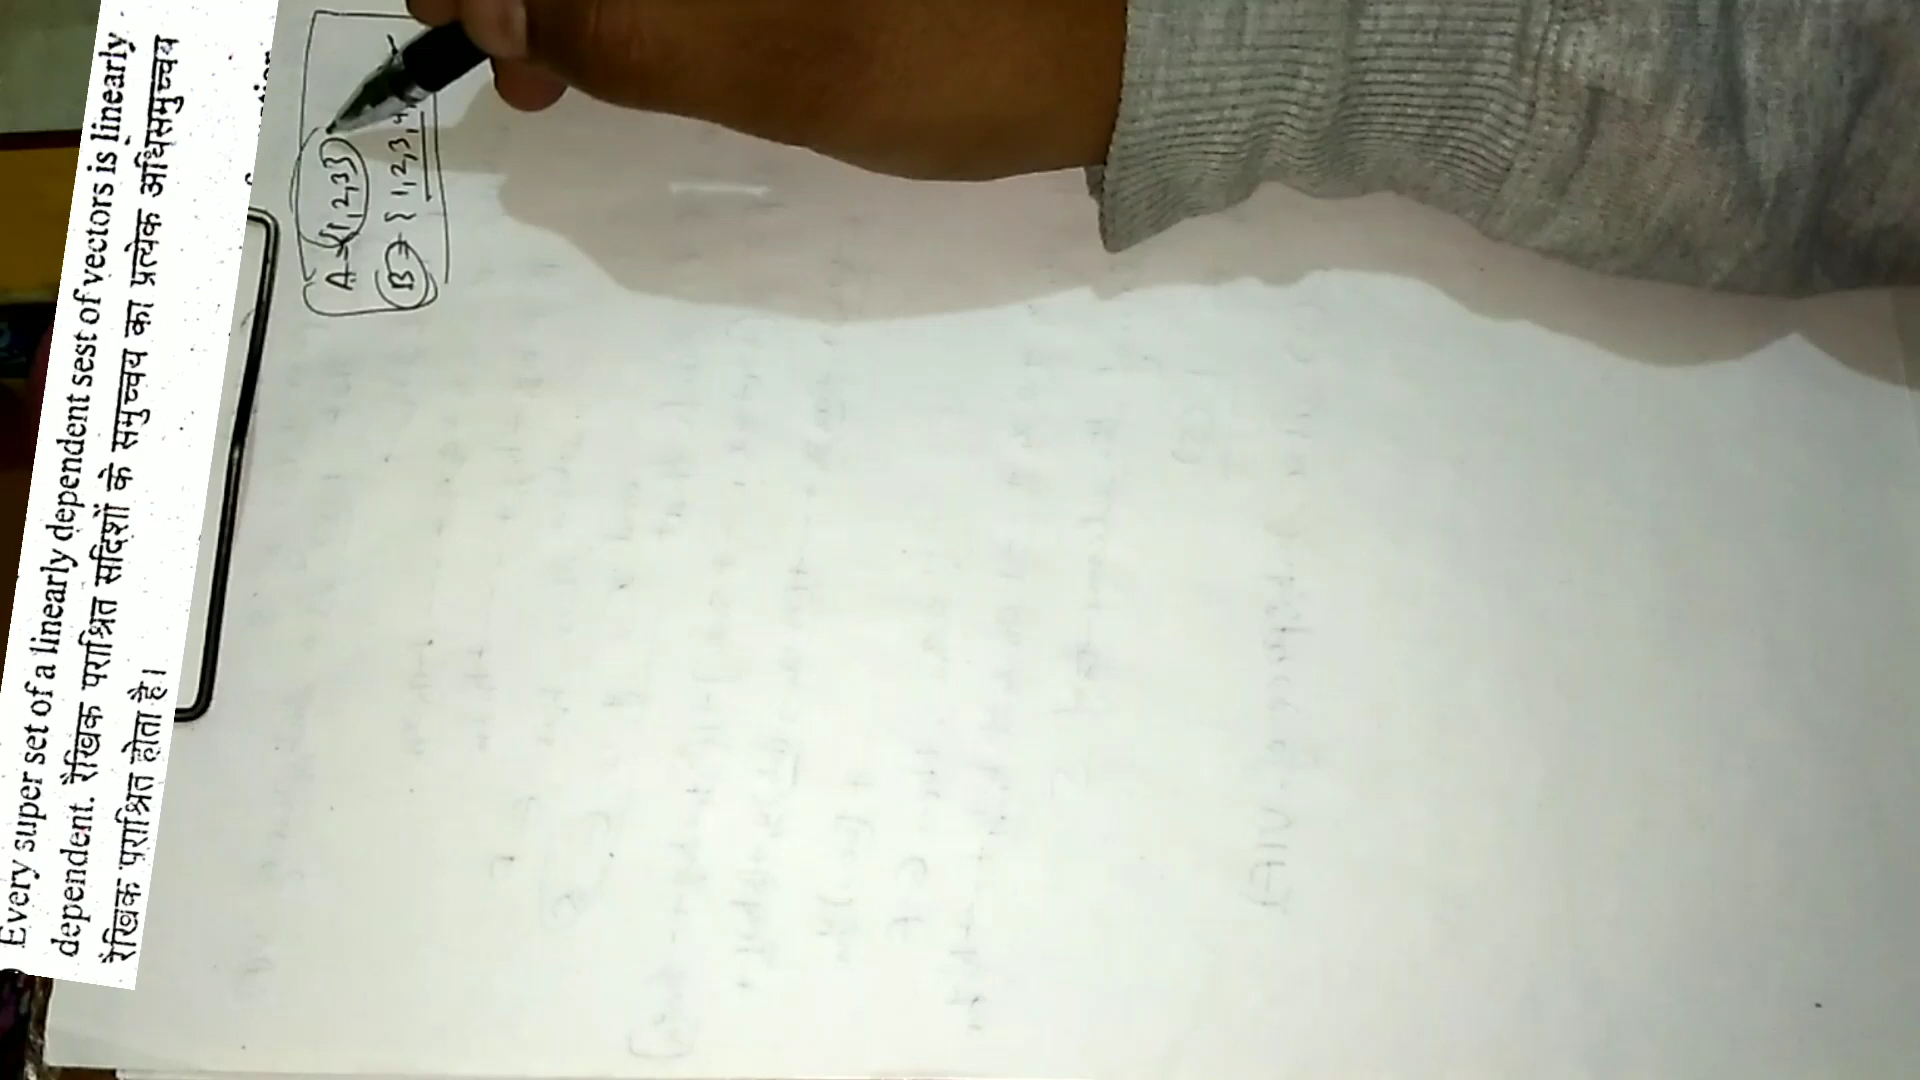 Every super set of a linearly dependent sest of vectors is linearly
dependent. रैखिक पराश्रित सदिशों के समुच्चय का प्रत्येक अधिसमुच्चय
रैखिक पराश्रित होता है।
A = {1,2,3}
B = {1,2,3,4